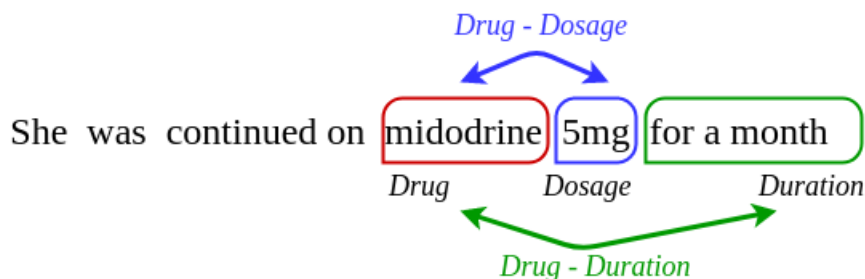 Drug - Dosage
She was continued on midodrine 5mg for a month
Drug Dosage Duration
Drug - Duration